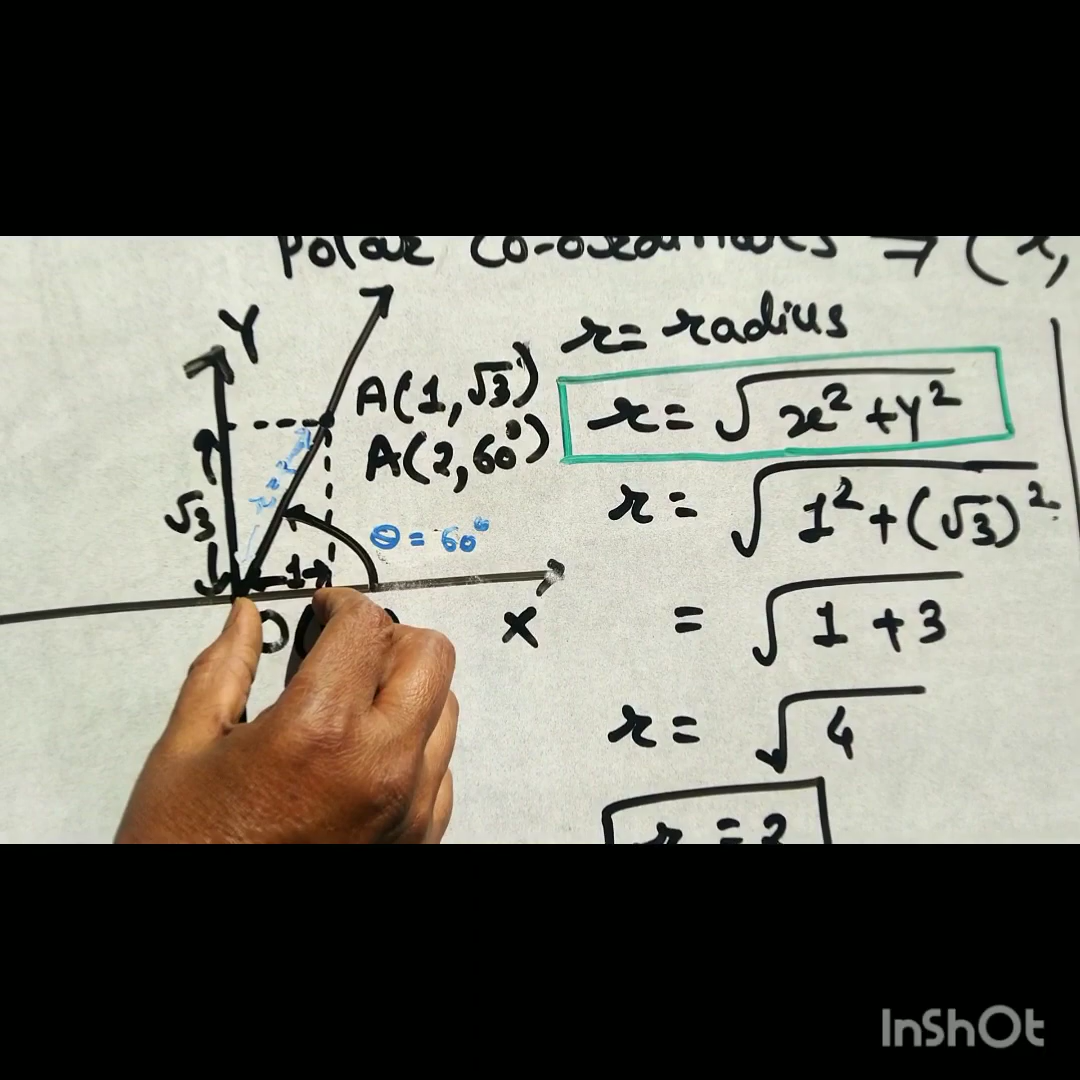 Polar Co-ordinates → (r,
Y
r = radius
A(1, √3)
r = √x² + y²
A(2, 60°)
r = √1² + (√3)²
√3
θ = 60°
1
= √1 + 3
O
X
r = √4
r = 2
InShOt